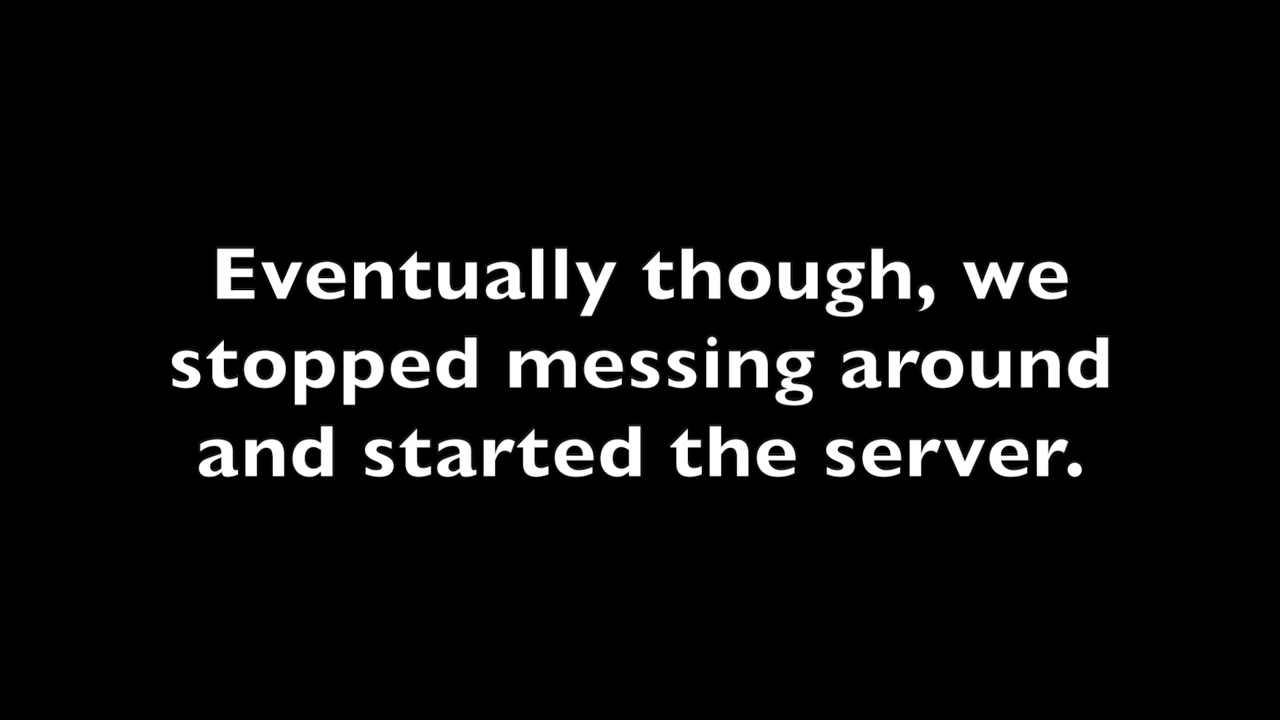 Eventually though, we
stopped messing around
and started the server.